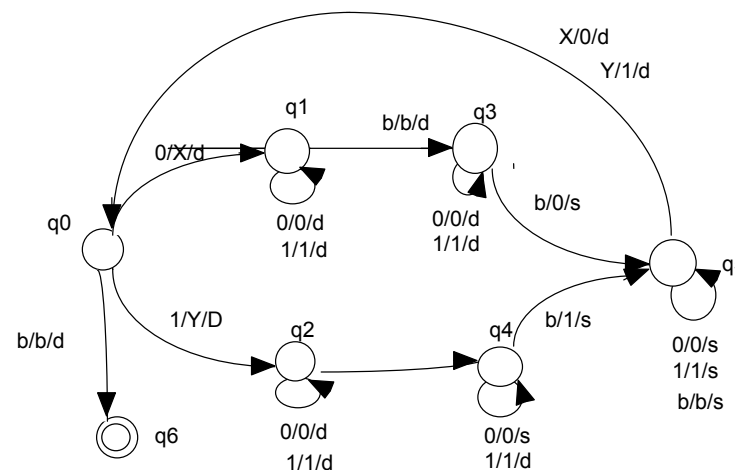 X/0/d
Y/1/d
q1
q3
b/b/d
0/X/d
b/0/s
0/0/d
1/1/d
0/0/d
1/1/d
q0
q
1/Y/D
b/b/d
q2
q4
b/1/s
0/0/s
1/1/s
b/b/s
q6
0/0/d
1/1/d
0/0/s
1/1/d